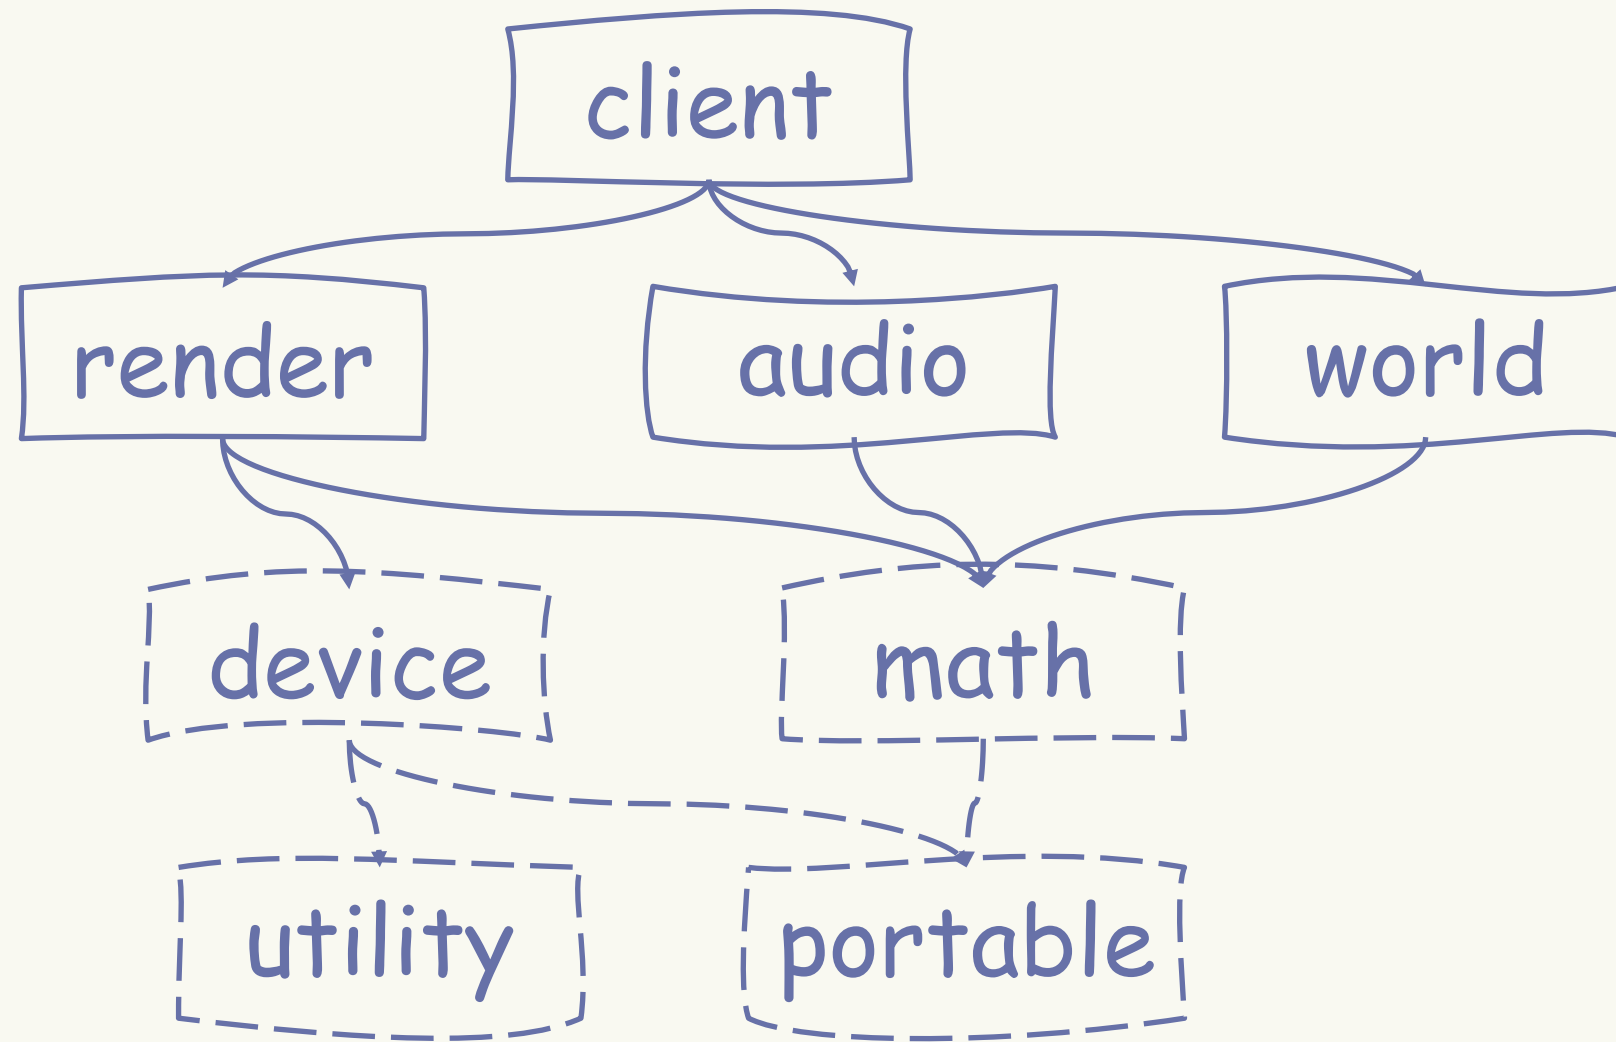 client
render
audio
world
device
math
utility
portable